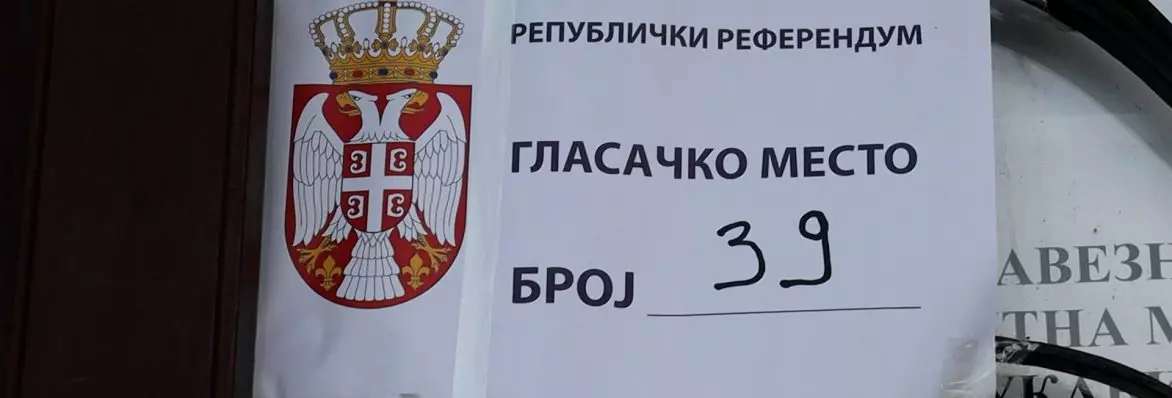 РЕПУБЛИЧКИ РЕФЕРЕНДУМ
ГЛАСАЧКО МЕСТО
БРОЈ 39